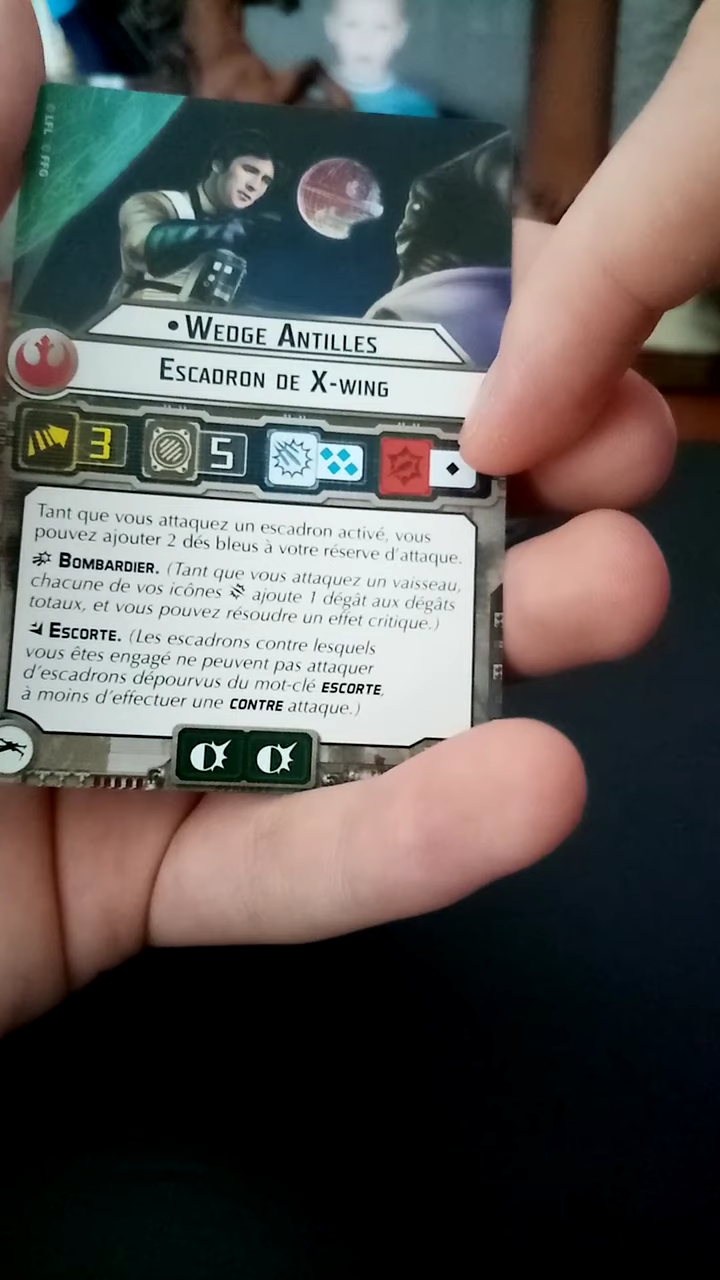 ©LFL ©FFG
•WEDGE ANTILLES
ESCADRON DE X-WING
3 5
Tant que vous attaquez un escadron activé, vous
pouvez ajouter 2 dés bleus à votre réserve d'attaque.
BOMBARDIER. (Tant que vous attaquez un vaisseau,
chacune de vos icônes ajoute 1 dégât aux dégâts
totaux, et vous pouvez résoudre un effet critique.)
ESCORTE. (Les escadrons contre lesquels
vous êtes engagé ne peuvent pas attaquer
d'escadrons dépourvus du mot-clé ESCORTE,
à moins d'effectuer une CONTRE attaque.)